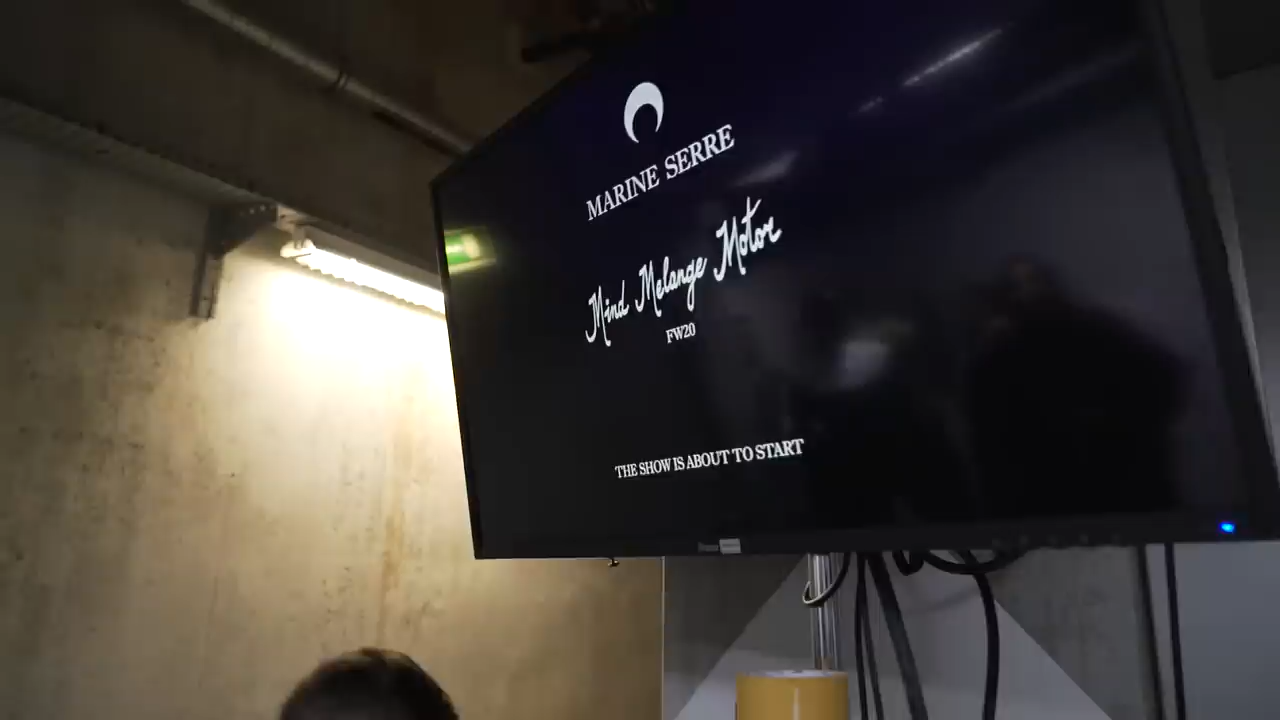 MARINE SERRE
Mind Melange Motor
FW20
THE SHOW IS ABOUT TO START